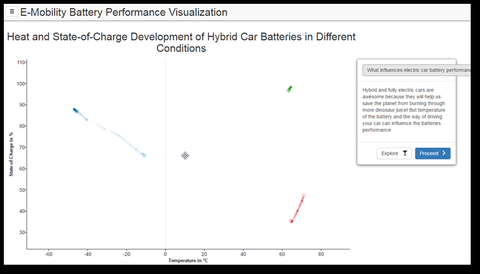 ≡ E-Mobility Battery Performance Visualization
Heat and State-of-Charge Development of Hybrid Car Batteries in Different
Conditions
What influences electric car battery performance
Hybrid and fully electric cars are
awesome because they will help us
save the planet from burning through
more dinosaur juice! But temperature
of the battery and the way of driving
your car can influence the batteries
performance.
Explore
Proceed
State-of-Charge in %
110
100
90
80
70
60
50
40
30
-60
-40
-20
0
20
40
60
80
Temperature in °C